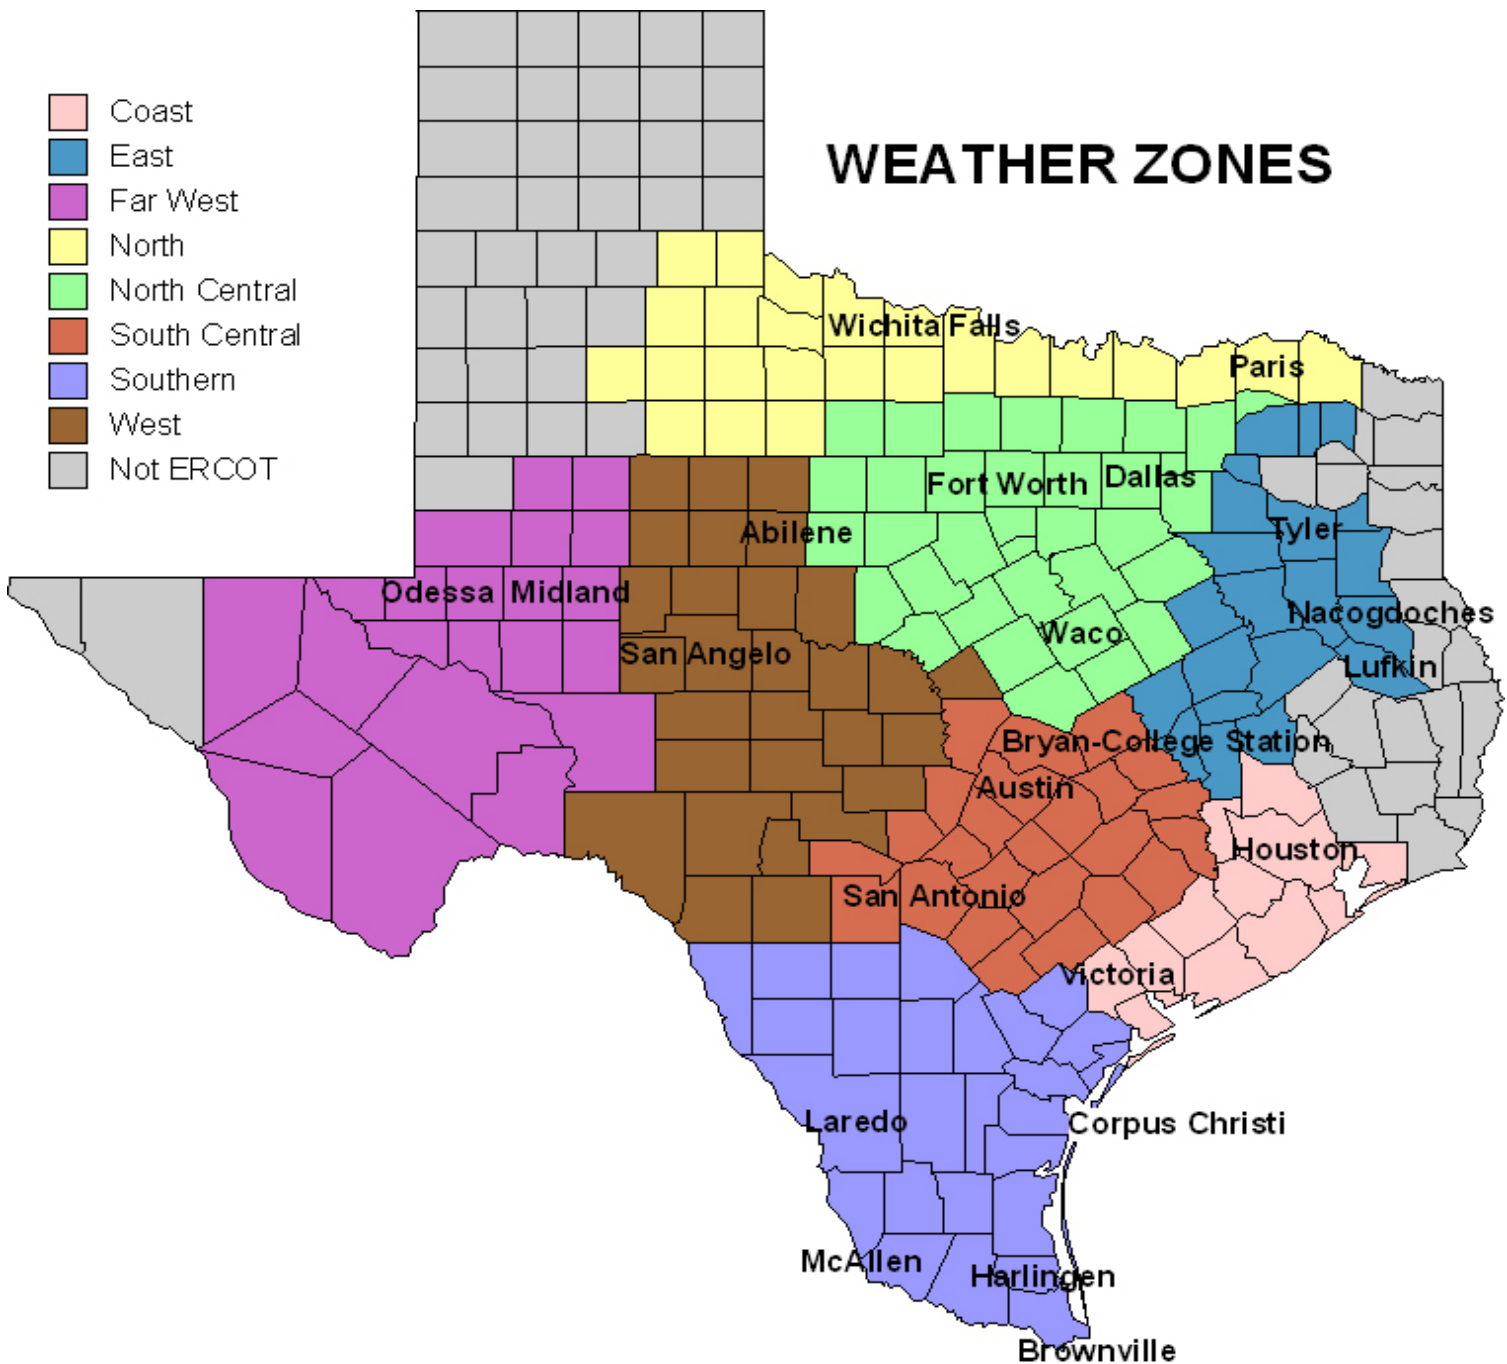 WEATHER ZONES
Coast
East
Far West
North
North Central
South Central
Southern
West
Not ERCOT
Wichita Falls
Paris
Fort Worth
Dallas
Abilene
Tyler
Odessa
Midland
Nacogdoches
Waco
San Angelo
Lufkin
Bryan-College Station
Austin
Houston
San Antonio
Victoria
Laredo
Corpus Christi
McAllen
Harlingen
Brownville